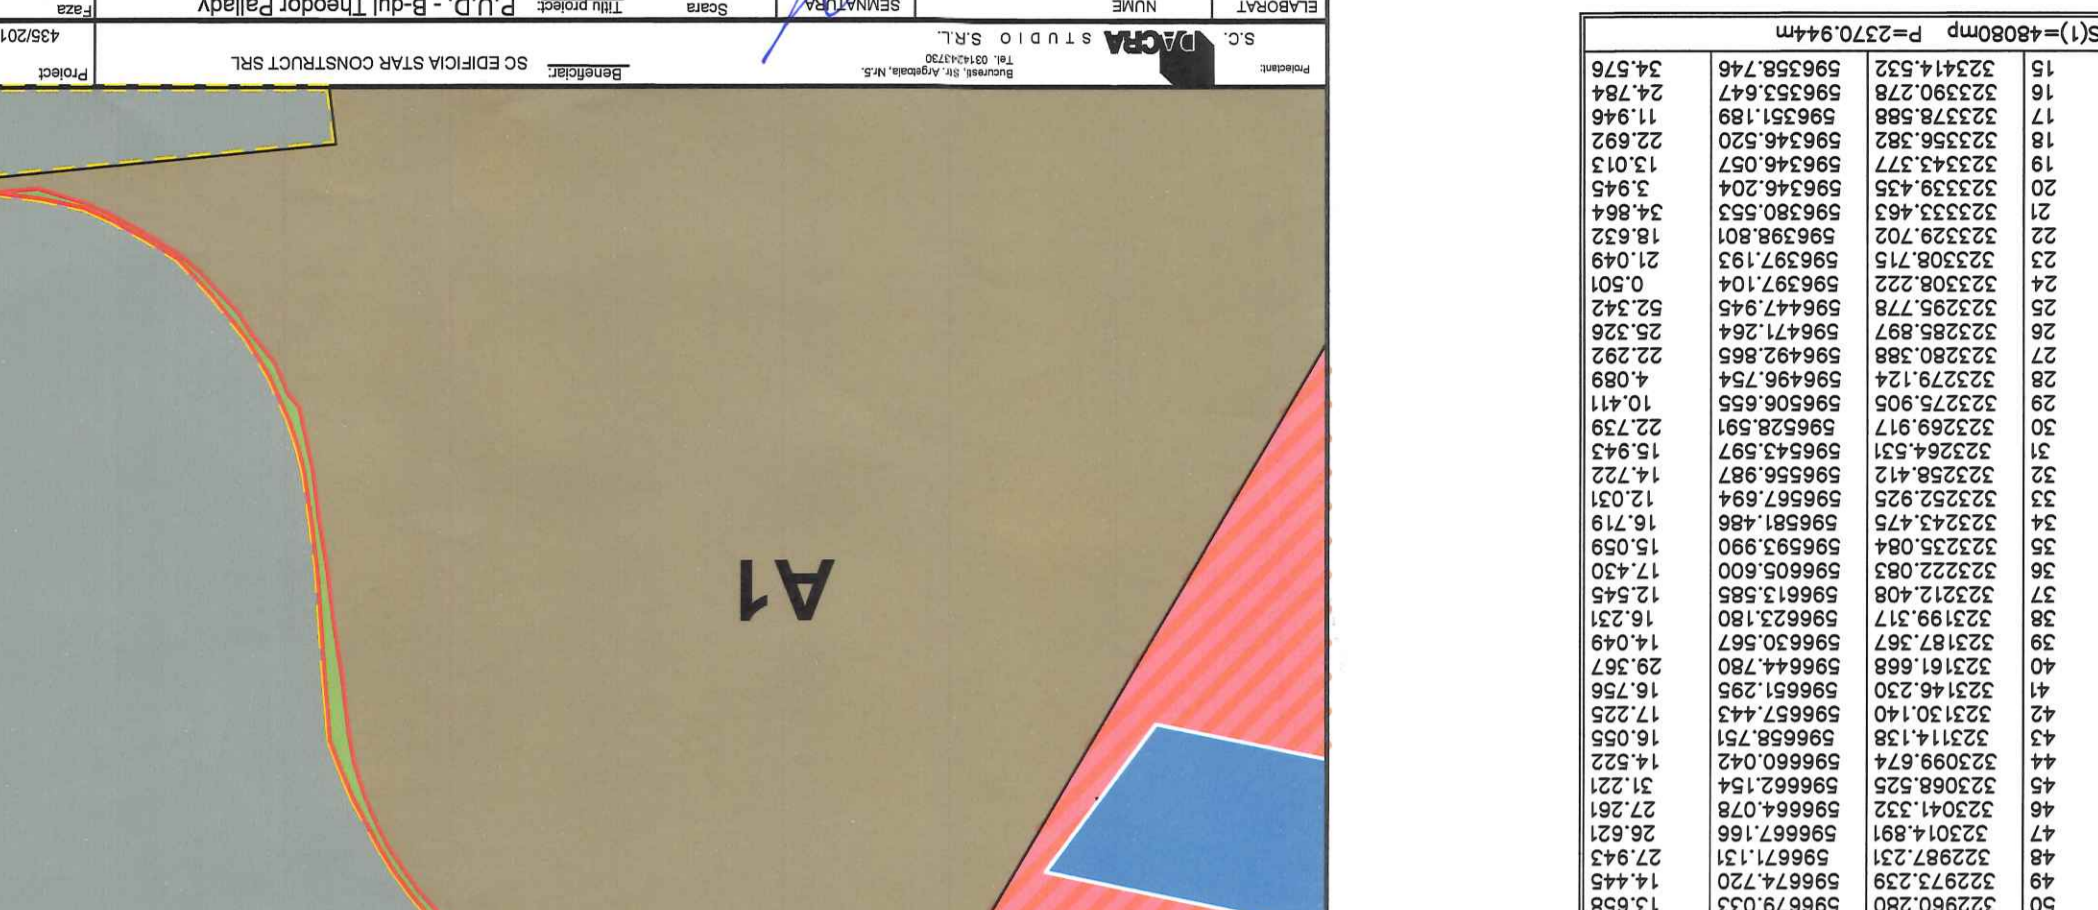 50 322960.280 596679.033 13.658
49 322973.239 596674.720 14.445
48 322987.231 596671.131 27.943
47 323014.891 596667.166 26.621
46 323041.332 596664.078 27.261
45 323068.525 596662.154 31.221
44 323099.674 596660.042 14.522
43 323114.138 596658.751 16.055
42 323130.140 596657.443 17.225
41 323146.230 596651.295 16.756
40 323161.668 596644.780 29.367
39 323187.367 596630.567 14.049
38 323199.317 596623.180 16.231
37 323212.408 596613.585 12.545
36 323222.083 596605.600 17.430
35 323235.084 596593.990 15.059
34 323243.475 596581.486 16.719
33 323252.925 596567.694 12.031
32 323258.412 596556.987 14.722
31 323264.531 596543.597 15.943
30 323269.917 596528.591 22.739
29 323275.905 596506.655 10.411
28 323279.124 596496.754 4.089
27 323280.388 596492.865 22.292
26 323285.897 596471.264 25.326
25 323295.778 596447.945 52.342
24 323308.222 596397.104 0.501
23 323308.715 596397.193 21.049
22 323329.702 596398.801 18.632
21 323333.463 596380.553 34.864
20 323339.435 596346.204 3.945
19 323343.377 596346.057 13.013
18 323356.382 596346.520 22.692
17 323378.588 596351.189 11.946
16 323390.278 596353.647 24.784
15 323414.532 596358.746 34.576
S(1)=48080mp P=2370.944m
A1
Proiectant:
S.C. DACRA STUDIO S.R.L.
Bucuresti, Str. Argetoaia, Nr.5,
Tel. 0314243730
Beneficiar: SC EDIFICIA STAR CONSTRUCT SRL
Proiect
435/201
ELABORAT NUME SEMNATURA Scara Titlu proiect: P.U.D. - B-dul Theodor Pallady Faza